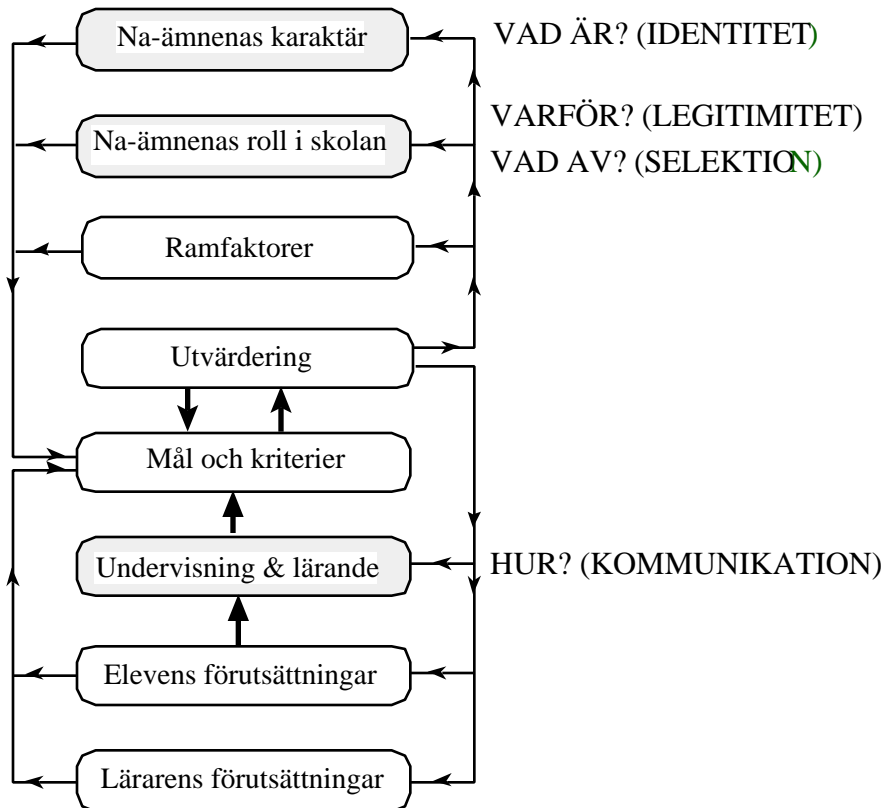 Na-ämnenas karaktär
VAD ÄR? (IDENTITET)
Na-ämnenas roll i skolan
VARFÖR? (LEGITIMITET)
VAD AV? (SELEKTION)
Ramfaktorer
Utvärdering
Mål och kriterier
Undervisning & lärande
HUR? (KOMMUNIKATION)
Elevens förutsättningar
Lärarens förutsättningar